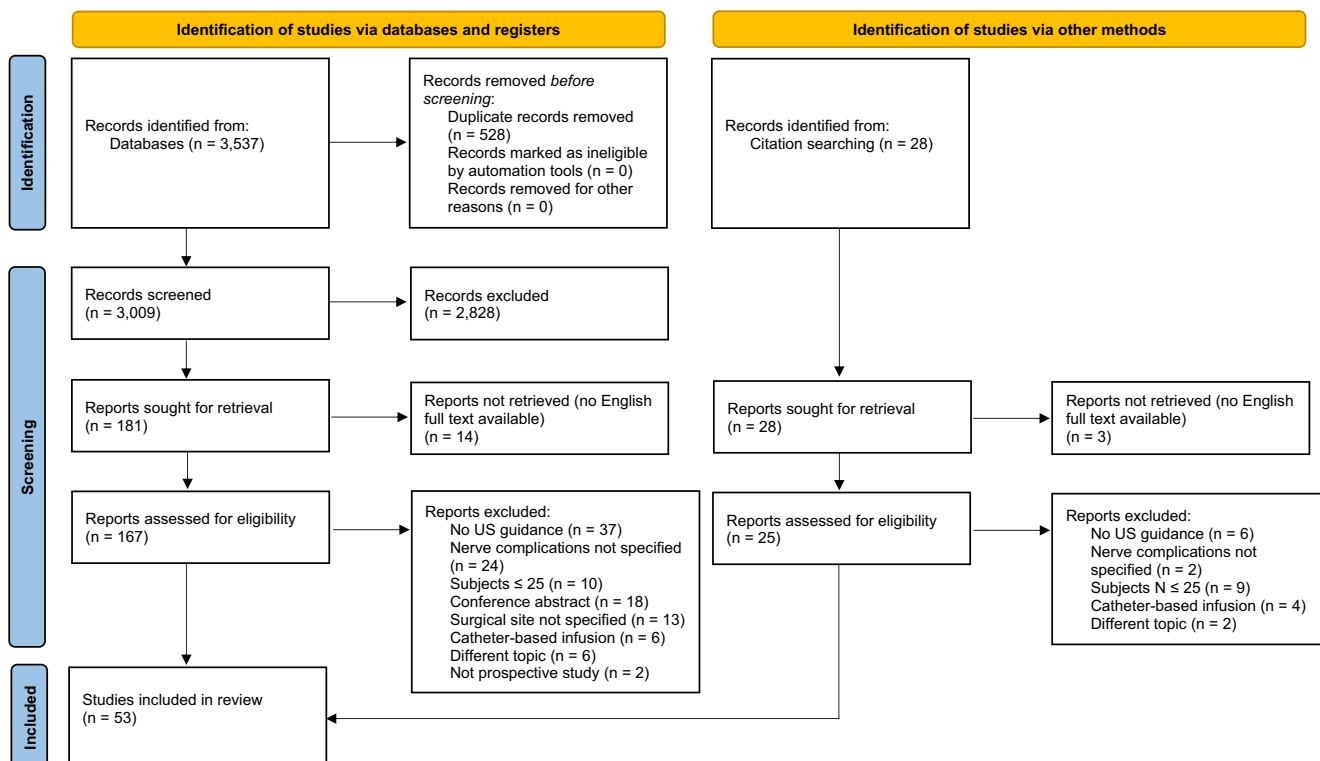 Identification of studies via databases and registers
Identification of studies via other methods
Identification
Records identified from:
Databases (n = 3,537)
Records removed before
screening:
Duplicate records removed
(n = 528)
Records marked as ineligible
by automation tools (n = 0)
Records removed for other
reasons (n = 0)
Records identified from:
Citation searching (n = 28)
Screening
Records screened
(n = 3,009)
Records excluded
(n = 2,828)
Reports sought for retrieval
(n = 181)
Reports not retrieved (no English
full text available)
(n = 14)
Reports sought for retrieval
(n = 28)
Reports not retrieved (no English
full text available)
(n = 3)
Reports assessed for eligibility
(n = 167)
Reports excluded:
No US guidance (n = 37)
Nerve complications not specified
(n = 24)
Subjects ≤ 25 (n = 10)
Conference abstract (n = 18)
Surgical site not specified (n = 13)
Catheter-based infusion (n = 6)
Different topic (n = 6)
Not prospective study (n = 2)
Reports assessed for eligibility
(n = 25)
Reports excluded:
No US guidance (n = 6)
Nerve complications not
specified (n = 2)
Subjects N ≤ 25 (n = 9)
Catheter-based infusion (n = 4)
Different topic (n = 2)
Included
Studies included in review
(n = 53)